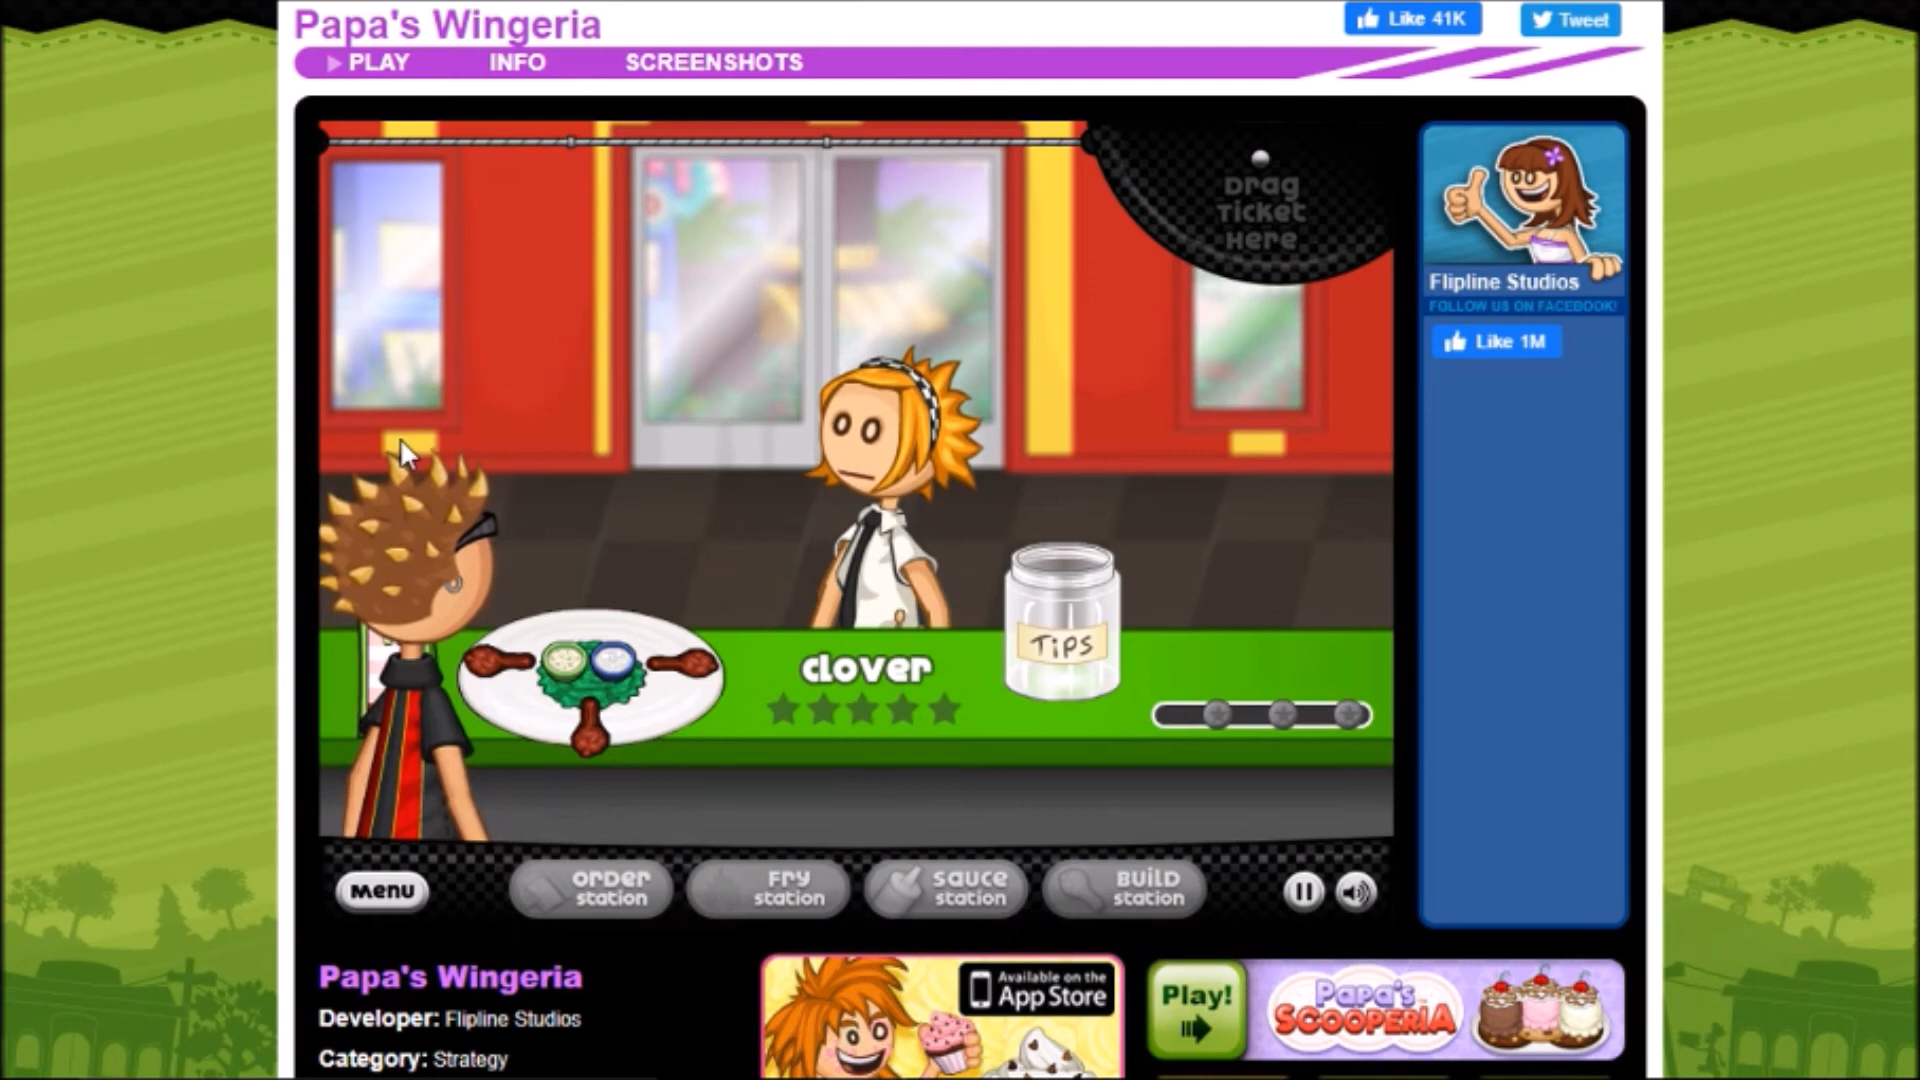 Papa's Wingeria
Like 41K
Tweet
PLAY
INFO
SCREENSHOTS
Drag
Ticket
Here
Flipline Studios
FOLLOW US ON FACEBOOK!
Like 1M
Tips
clover
Menu
Order
station
Fry
station
Sauce
station
Build
station
Papa's Wingeria
Developer: Flipline Studios
Category: Strategy
Available on the
App Store
Play!
Papa's
Scooperia